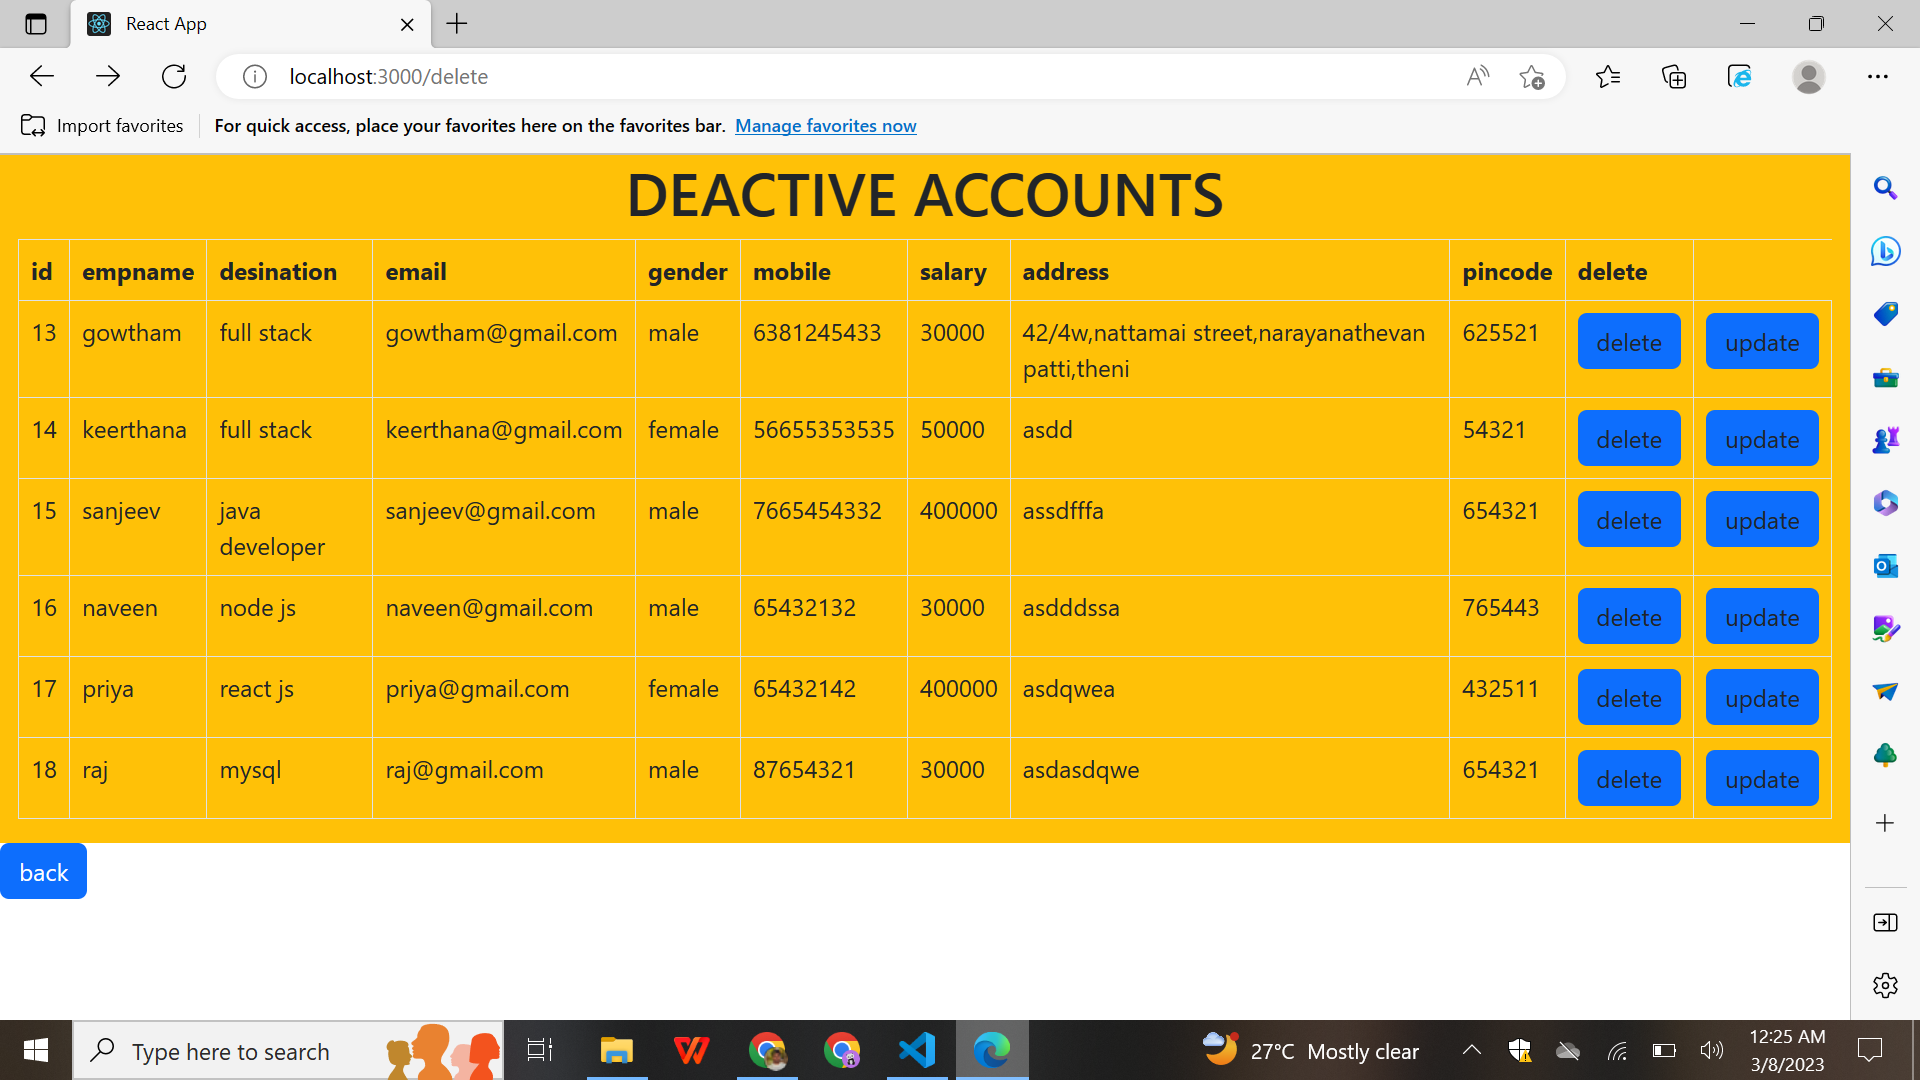 React App
localhost:3000/delete
Import favorites For quick access, place your favorites here on the favorites bar. Manage favorites now
DEACTIVE ACCOUNTS
id empname desination email gender mobile salary address pincode delete
13 gowtham full stack gowtham@gmail.com male 6381245433 30000 42/4w,nattamai street,narayanathevan 625521 delete update
patti,theni
14 keerthana full stack keerthana@gmail.com female 56655353535 50000 asdd 54321 delete update
15 sanjeev java sanjeev@gmail.com male 7665454332 400000 assdfffa 654321 delete update
developer
16 naveen node js naveen@gmail.com male 65432132 30000 asdddssa 765443 delete update
17 priya react js priya@gmail.com female 65432142 400000 asdqwea 432511 delete update
18 raj mysql raj@gmail.com male 87654321 30000 asdasdqwe 654321 delete update
back
Type here to search
27°C Mostly clear
12:25 AM
3/8/2023